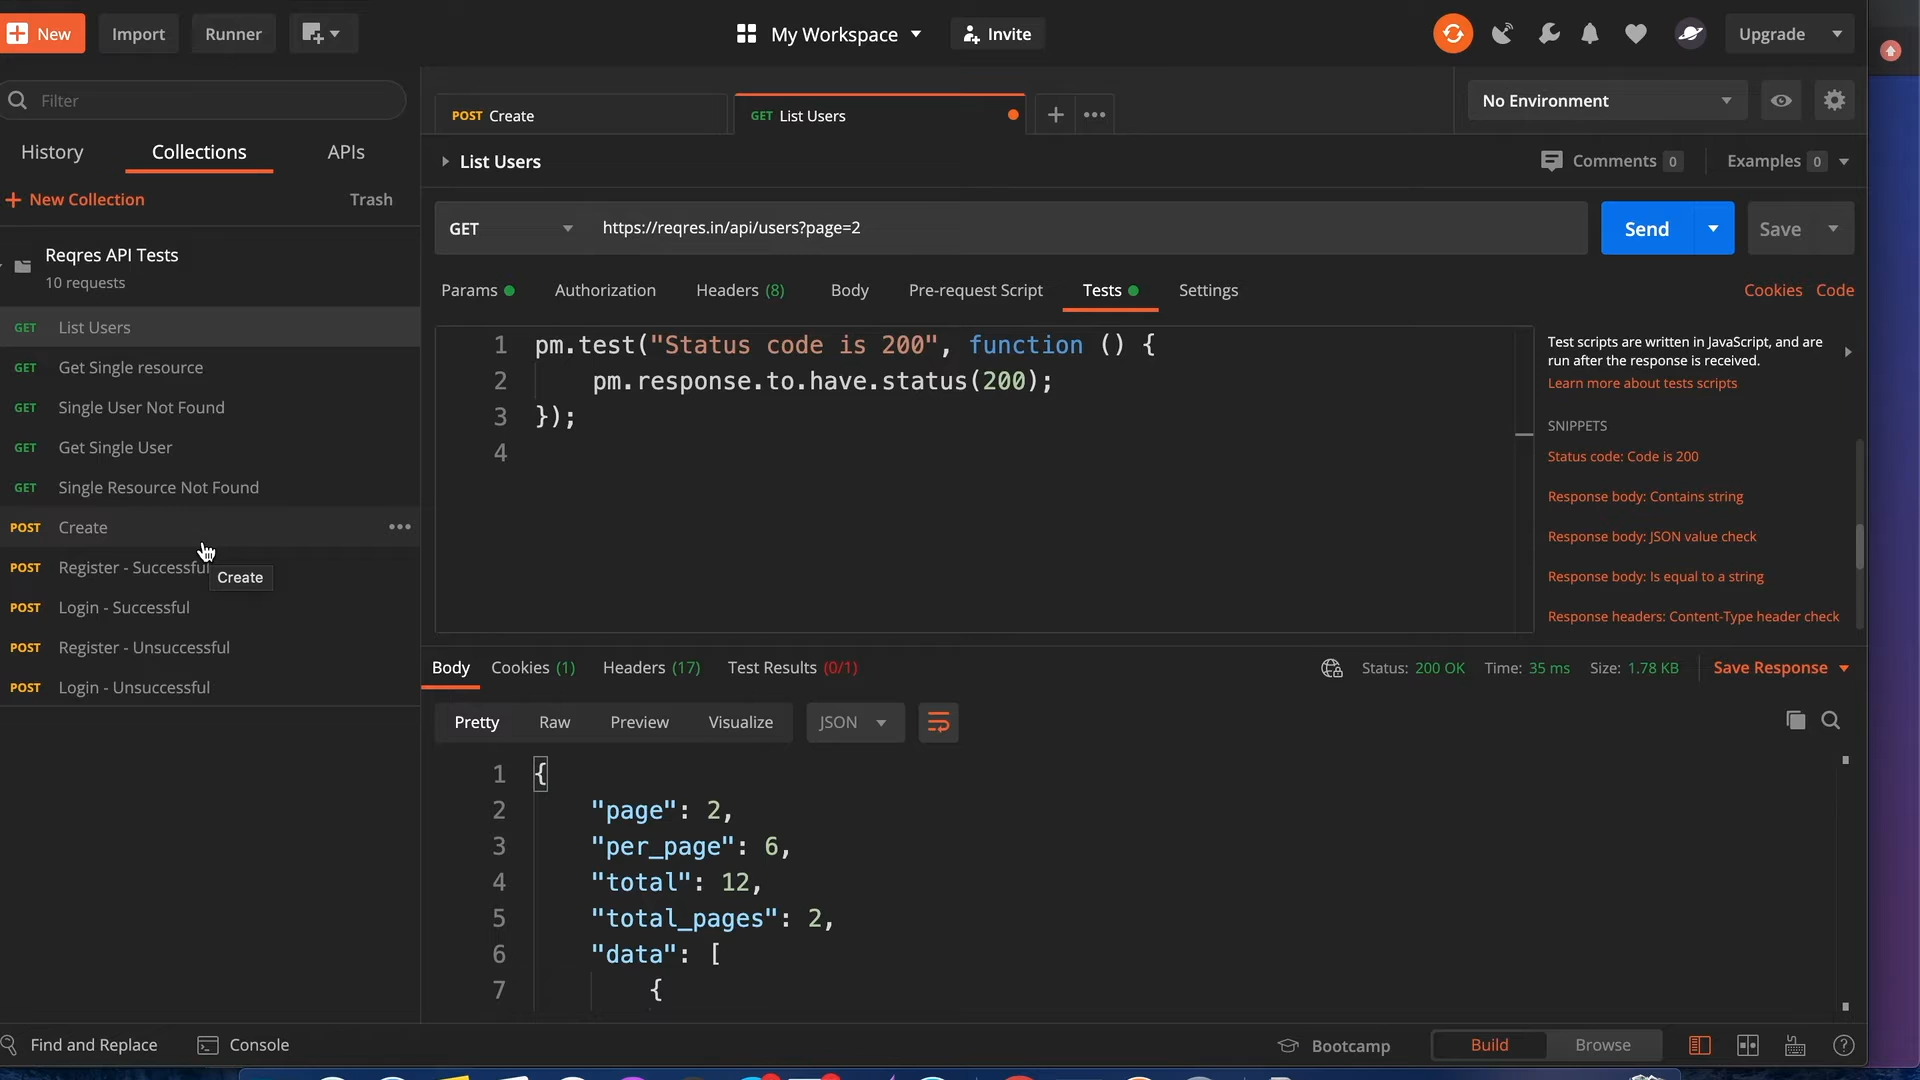 New
Import
Runner
My Workspace
Invite
Upgrade
Filter
History
Collections
APIs
+ New Collection
Trash
Reqres API Tests
10 requests
GET List Users
GET Get Single resource
GET Single User Not Found
GET Get Single User
GET Single Resource Not Found
POST Create
POST Register - Successful
Create
POST Login - Successful
POST Register - Unsuccessful
POST Login - Unsuccessful
POST Create
GET List Users
No Environment
List Users
Comments 0
Examples 0
GET
https://reqres.in/api/users?page=2
Send
Save
Params
Authorization
Headers (8)
Body
Pre-request Script
Tests
Settings
Cookies
Code
1 pm.test("Status code is 200", function () {
2 pm.response.to.have.status(200);
3 });
4
Test scripts are written in JavaScript, and are
run after the response is received.
Learn more about tests scripts
SNIPPETS
Status code: Code is 200
Response body: Contains string
Response body: JSON value check
Response body: Is equal to a string
Response headers: Content-Type header check
Body
Cookies (1)
Headers (17)
Test Results (0/1)
Status: 200 OK
Time: 35 ms
Size: 1.78 KB
Save Response
Pretty
Raw
Preview
Visualize
JSON
1 {
2 "page": 2,
3 "per_page": 6,
4 "total": 12,
5 "total_pages": 2,
6 "data": [
7 {
Find and Replace
Console
Bootcamp
Build
Browse